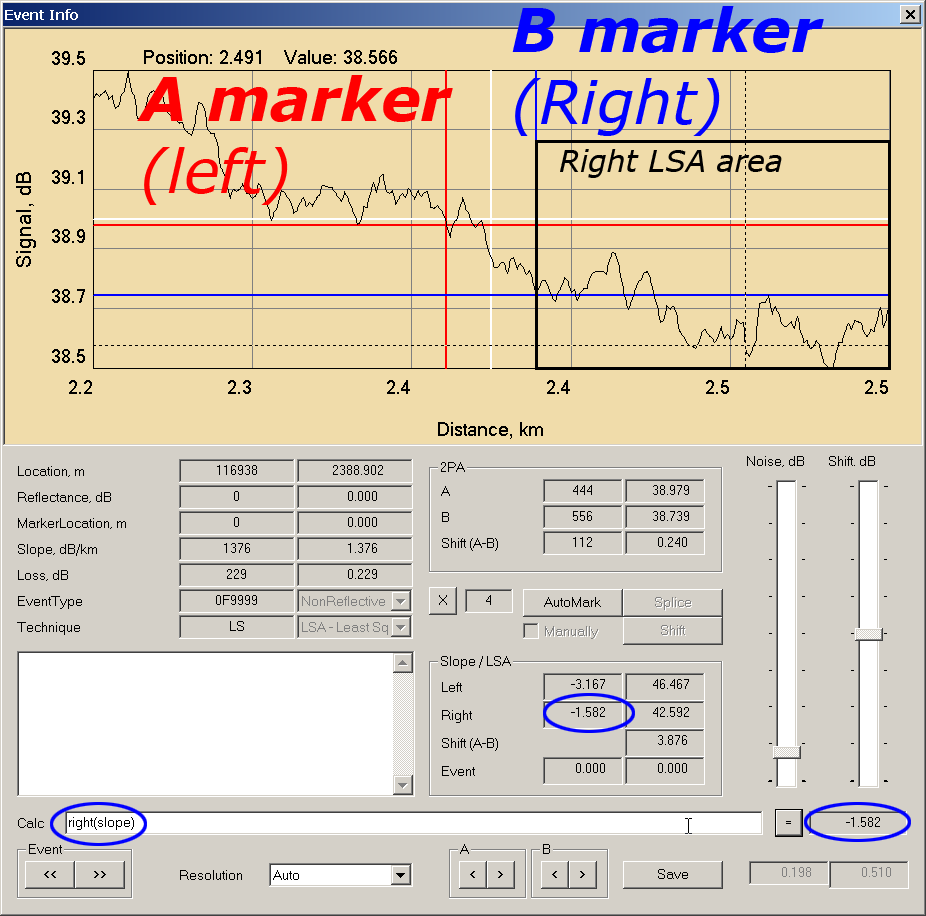 Event Info
B marker
(Right)
Position: 2.491 Value: 38.566
A marker
(left)
Right LSA area
Signal, dB
39.5
39.3
39.1
38.9
38.7
38.5
2.2 2.3 2.4 2.4 2.5 2.5
Distance, km
Location, m 116938 2388.902
Reflectance, dB 0 0.000
MarkerLocation, m 0 0.000
Slope, dB/km 1376 1.376
Loss, dB 229 0.229
EventType 0F9999 NonReflective
Technique LS LSA - Least Sq
2PA
A 444 38.979
B 556 38.739
Shift (A-B) 112 0.240
X 4 AutoMark Splice
Manually Shift
Slope / LSA
Left -3.167 46.467
Right -1.582 42.592
Shift (A-B) 3.876
Event 0.000 0.000
Noise, dB Shift. dB
Calc right(slope) = -1.582
Event
<< >>
Resolution Auto
A
< >
B
< >
Save
0.198 0.510